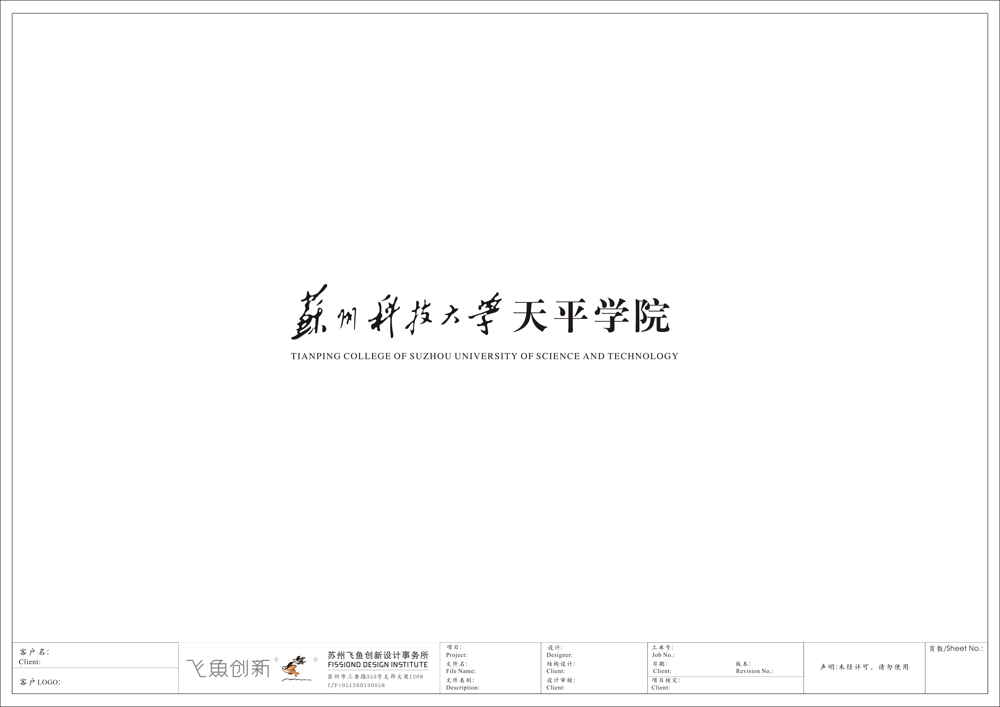 蘇州科技大学天平学院
TIANPING COLLEGE OF SUZHOU UNIVERSITY OF SCIENCE AND TECHNOLOGY
客户名:
Client:
客户LOGO:
飞魚创新® ®
苏州飞鱼创新设计事务所
FISSIOND DESIGN INSTITUTE
苏州市三香路353号友邦大厦1208
T/F:051269130058
项目:
Project:
文件名:
File Name:
文件类别:
Description:
设计:
Designer:
结构设计:
Client:
设计审核:
Client:
工单号:
Job No.:
日期: 版本:
Client: Revision No.:
项目核定:
Client:
声明:未经许可，请勿使用
页数/Sheet No.: